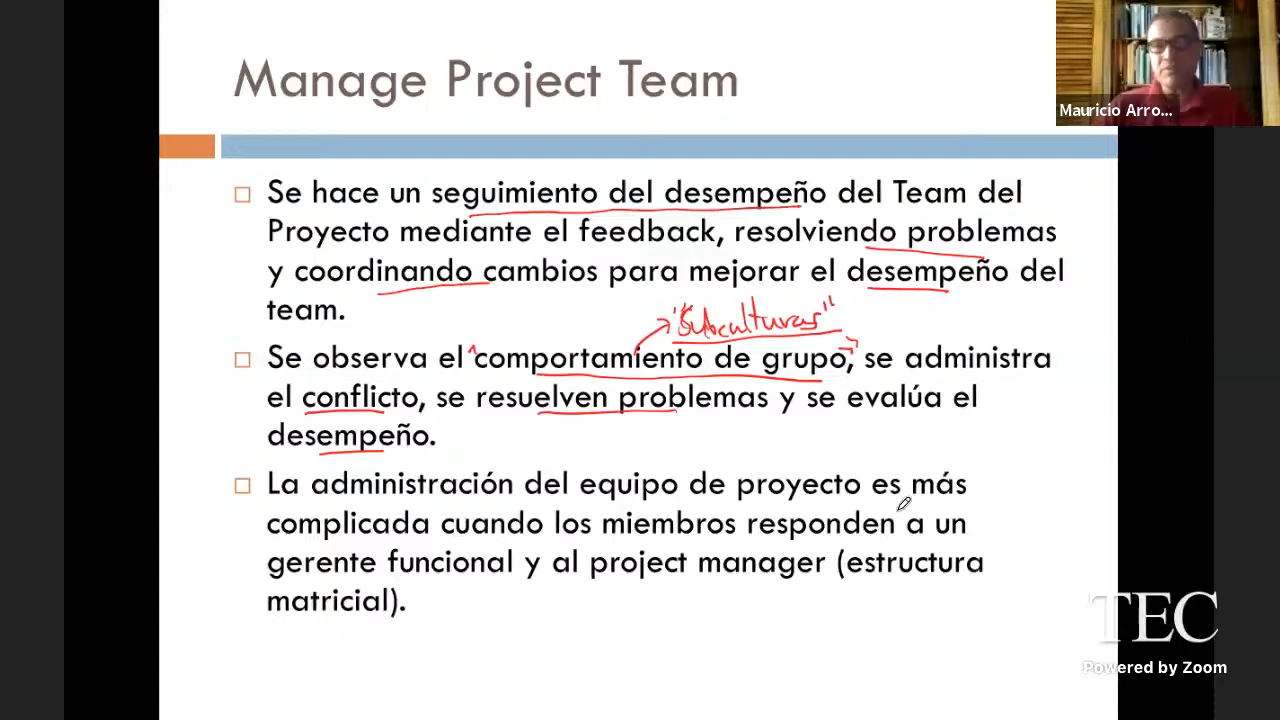 Manage Project Team
Mauricio Arro...
Se hace un seguimiento del desempeño del Team del
Proyecto mediante el feedback, resolviendo problemas
y coordinando cambios para mejorar el desempeño del
team.
"Subculturas"
Se observa el comportamiento de grupo, se administra
el conflicto, se resuelven problemas y se evalúa el
desempeño.
La administración del equipo de proyecto es más
complicada cuando los miembros responden a un
gerente funcional y al project manager (estructura
matricial).
TEC
Powered by Zoom